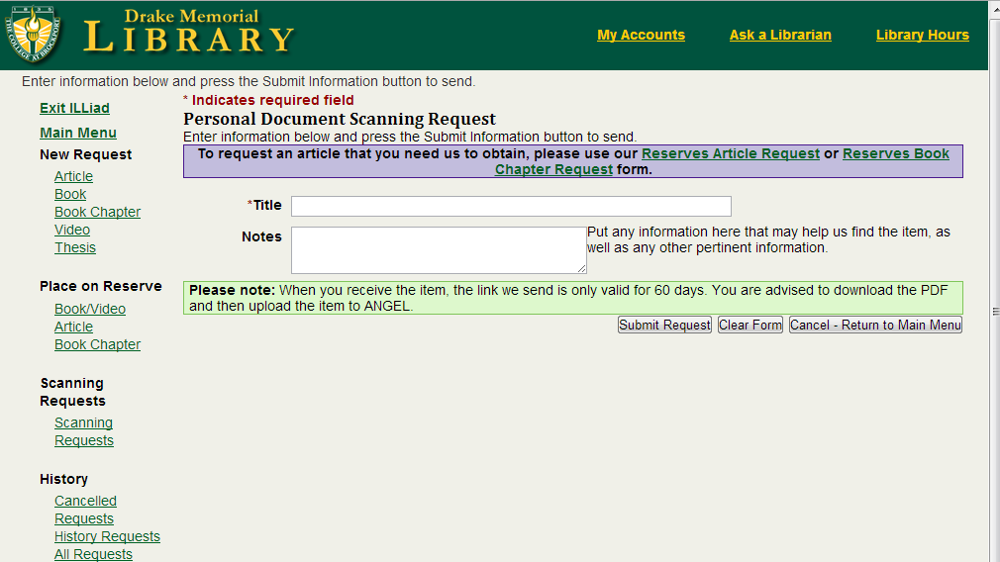 THE COLLEGE AT BROCKPORT
Drake Memorial
LIBRARY
My Accounts
Ask a Librarian
Library Hours
Enter information below and press the Submit Information button to send.
Exit ILLiad
Main Menu
New Request
Article
Book
Book Chapter
Video
Thesis
Place on Reserve
Book/Video
Article
Book Chapter
Scanning
Requests
Scanning
Requests
History
Cancelled
Requests
History Requests
All Requests
* Indicates required field
Personal Document Scanning Request
Enter information below and press the Submit Information button to send.
To request an article that you need us to obtain, please use our Reserves Article Request or Reserves Book
Chapter Request form.
*Title
Notes
Put any information here that may help us find the item, as
well as any other pertinent information.
Please note: When you receive the item, the link we send is only valid for 60 days. You are advised to download the PDF
and then upload the item to ANGEL.
Submit Request
Clear Form
Cancel - Return to Main Menu